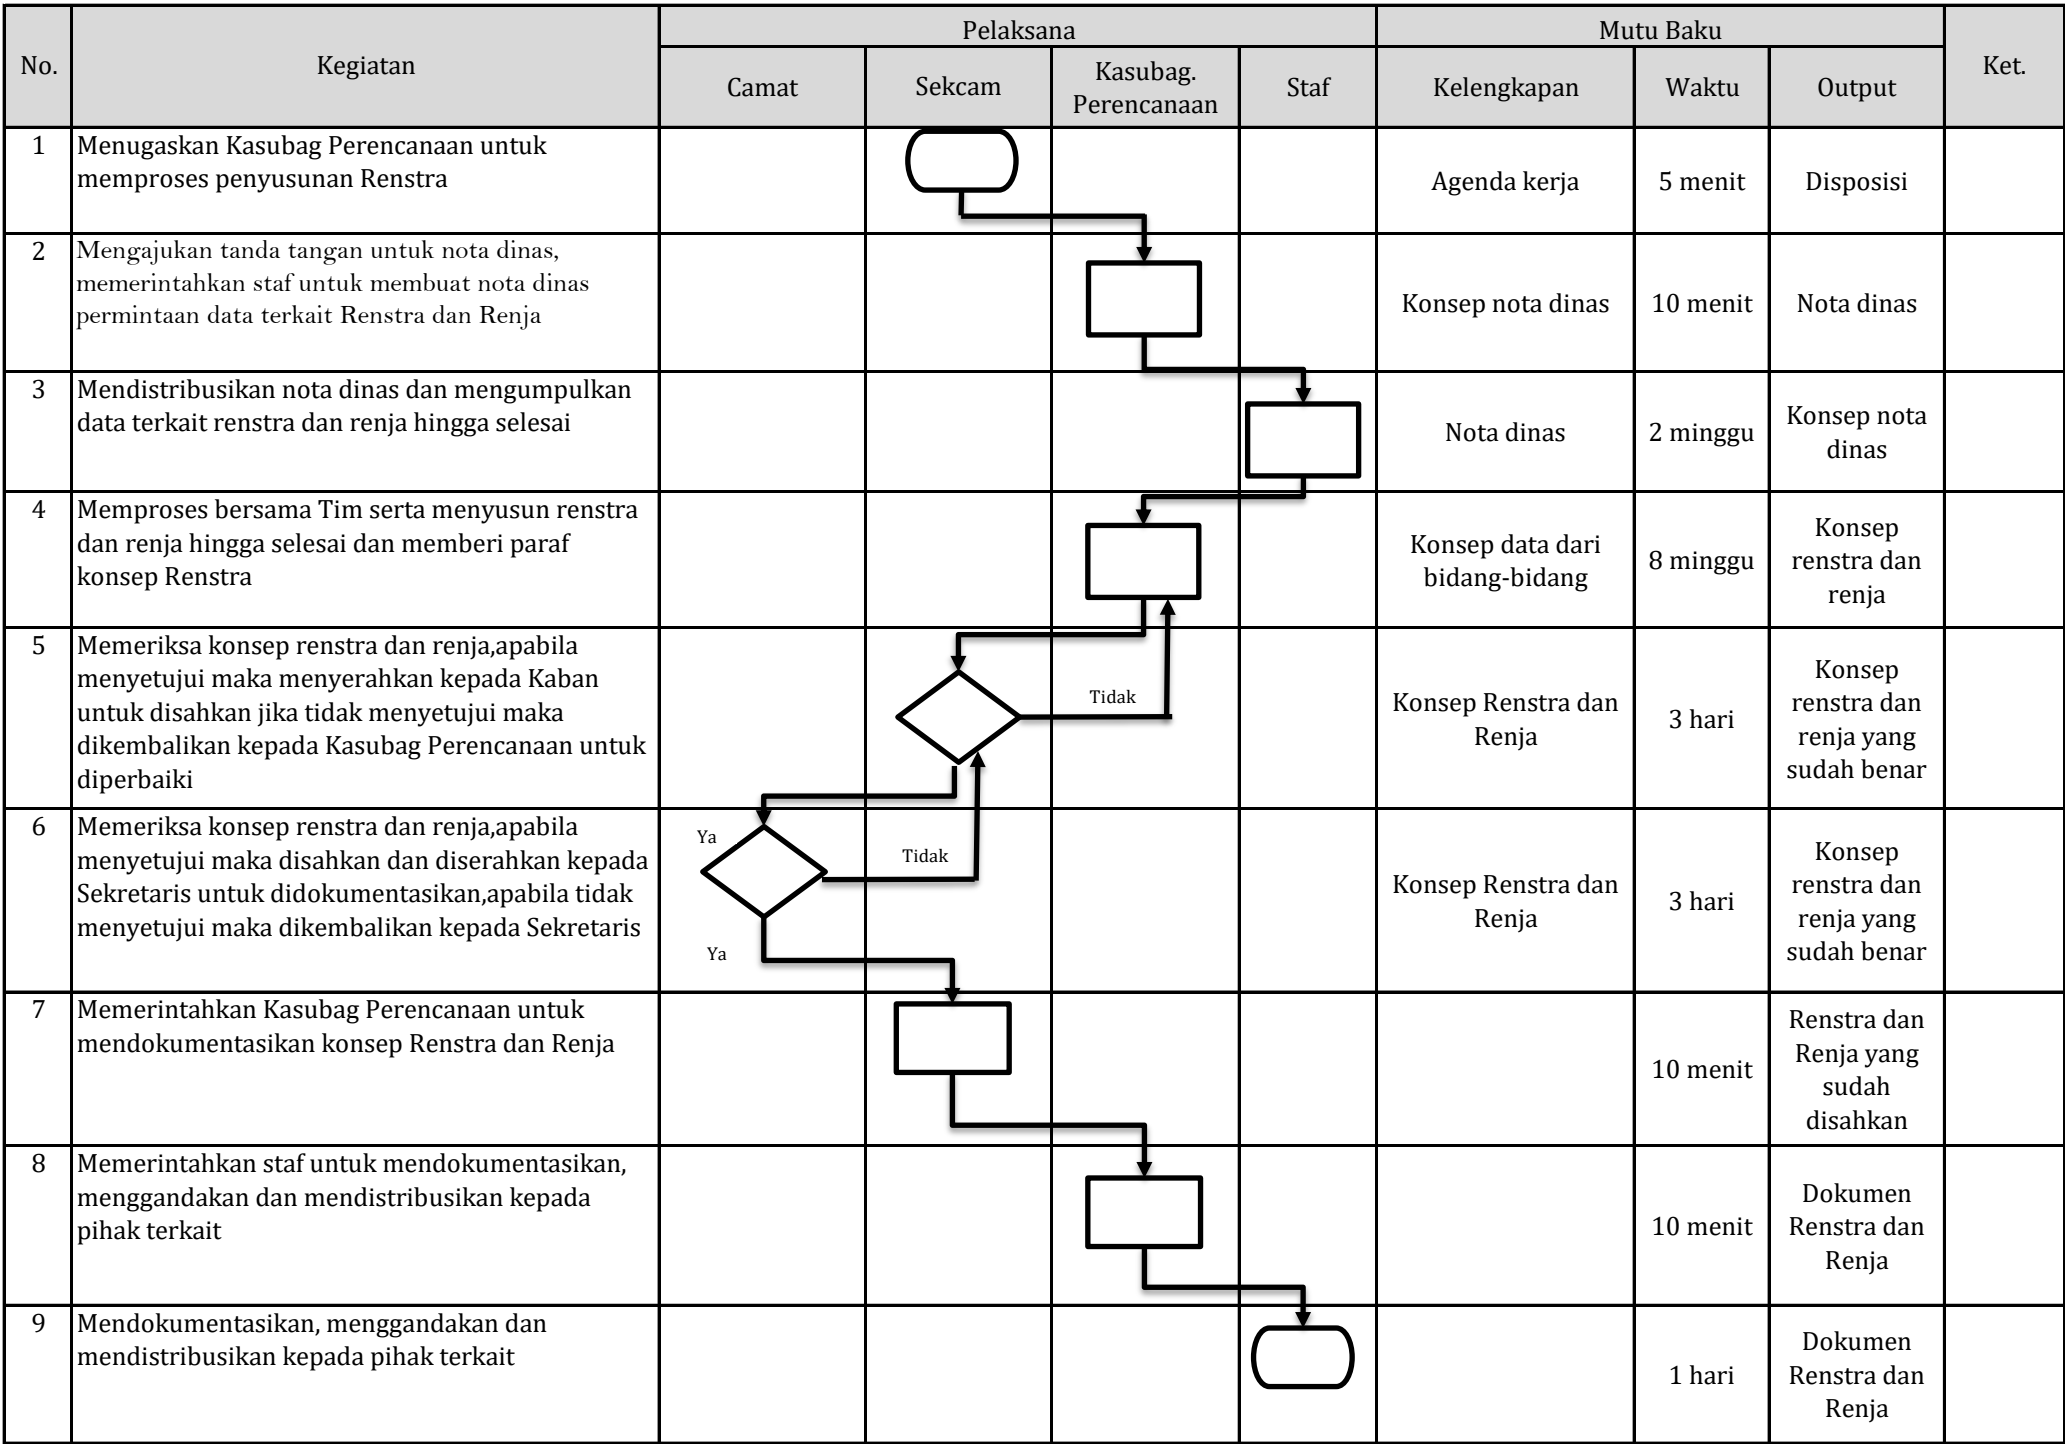 No.
Kegiatan
Pelaksana
Mutu Baku
Ket.
Camat
Sekcam
Kasubag.
Perencanaan
Staf
Kelengkapan
Waktu
Output
1
Menugaskan Kasubag Perencanaan untuk
memproses penyusunan Renstra
Agenda kerja
5 menit
Disposisi
2
Mengajukan tanda tangan untuk nota dinas,
memerintahkan staf untuk membuat nota dinas
permintaan data terkait Renstra dan Renja
Konsep nota dinas
10 menit
Nota dinas
3
Mendistribusikan nota dinas dan mengumpulkan
data terkait renstra dan renja hingga selesai
Nota dinas
2 minggu
Konsep nota
dinas
4
Memproses bersama Tim serta menyusun renstra
dan renja hingga selesai dan memberi paraf
konsep Renstra
Konsep data dari
bidang-bidang
8 minggu
Konsep
renstra dan
renja
5
Memeriksa konsep renstra dan renja,apabila
menyetujui maka menyerahkan kepada Kaban
untuk disahkan jika tidak menyetujui maka
dikembalikan kepada Kasubag Perencanaan untuk
diperbaiki
Tidak
Konsep Renstra dan
Renja
3 hari
Konsep
renstra dan
renja yang
sudah benar
6
Memeriksa konsep renstra dan renja,apabila
menyetujui maka disahkan dan diserahkan kepada
Sekretaris untuk didokumentasikan,apabila tidak
menyetujui maka dikembalikan kepada Sekretaris
Ya
Tidak
Ya
Konsep Renstra dan
Renja
3 hari
Konsep
renstra dan
renja yang
sudah benar
7
Memerintahkan Kasubag Perencanaan untuk
mendokumentasikan konsep Renstra dan Renja
10 menit
Renstra dan
Renja yang
sudah
disahkan
8
Memerintahkan staf untuk mendokumentasikan,
menggandakan dan mendistribusikan kepada
pihak terkait
10 menit
Dokumen
Renstra dan
Renja
9
Mendokumentasikan, menggandakan dan
mendistribusikan kepada pihak terkait
1 hari
Dokumen
Renstra dan
Renja